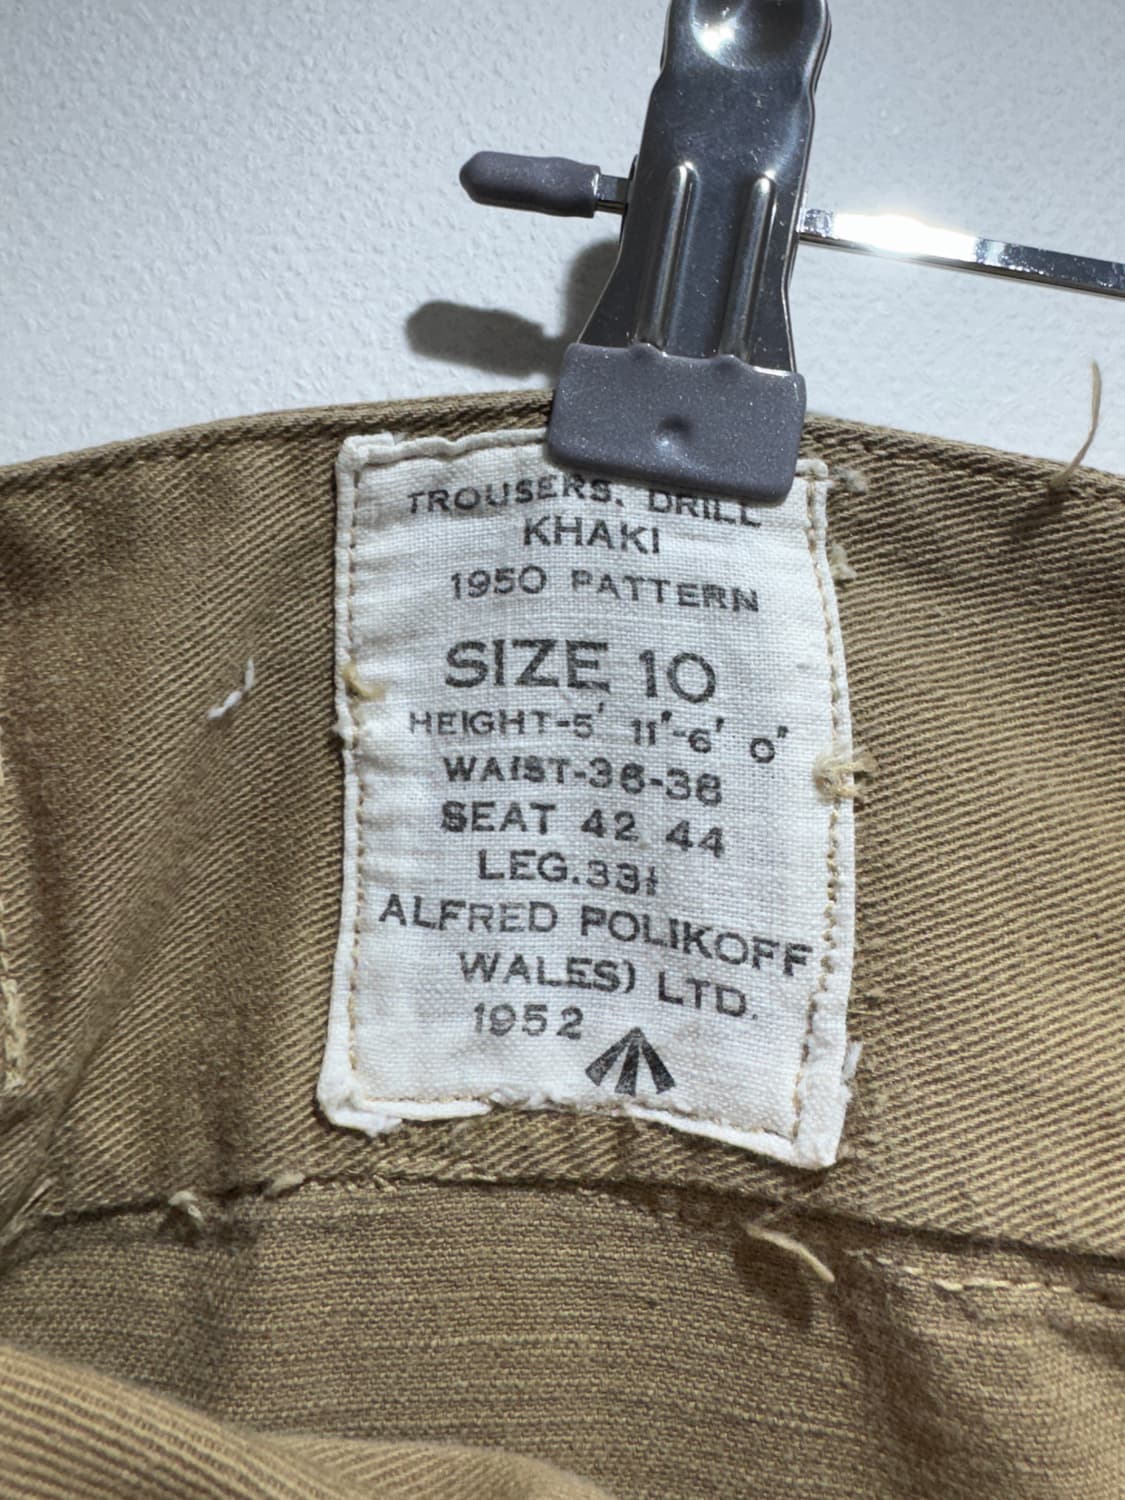 TROUSERS. DRILL
KHAKI
1950 PATTERN
SIZE 10
HEIGHT-5' 11"-6' 0"
WAIST-36-38
SEAT 42 44
LEG.33½
ALFRED POLIKOFF
WALES) LTD.
1952